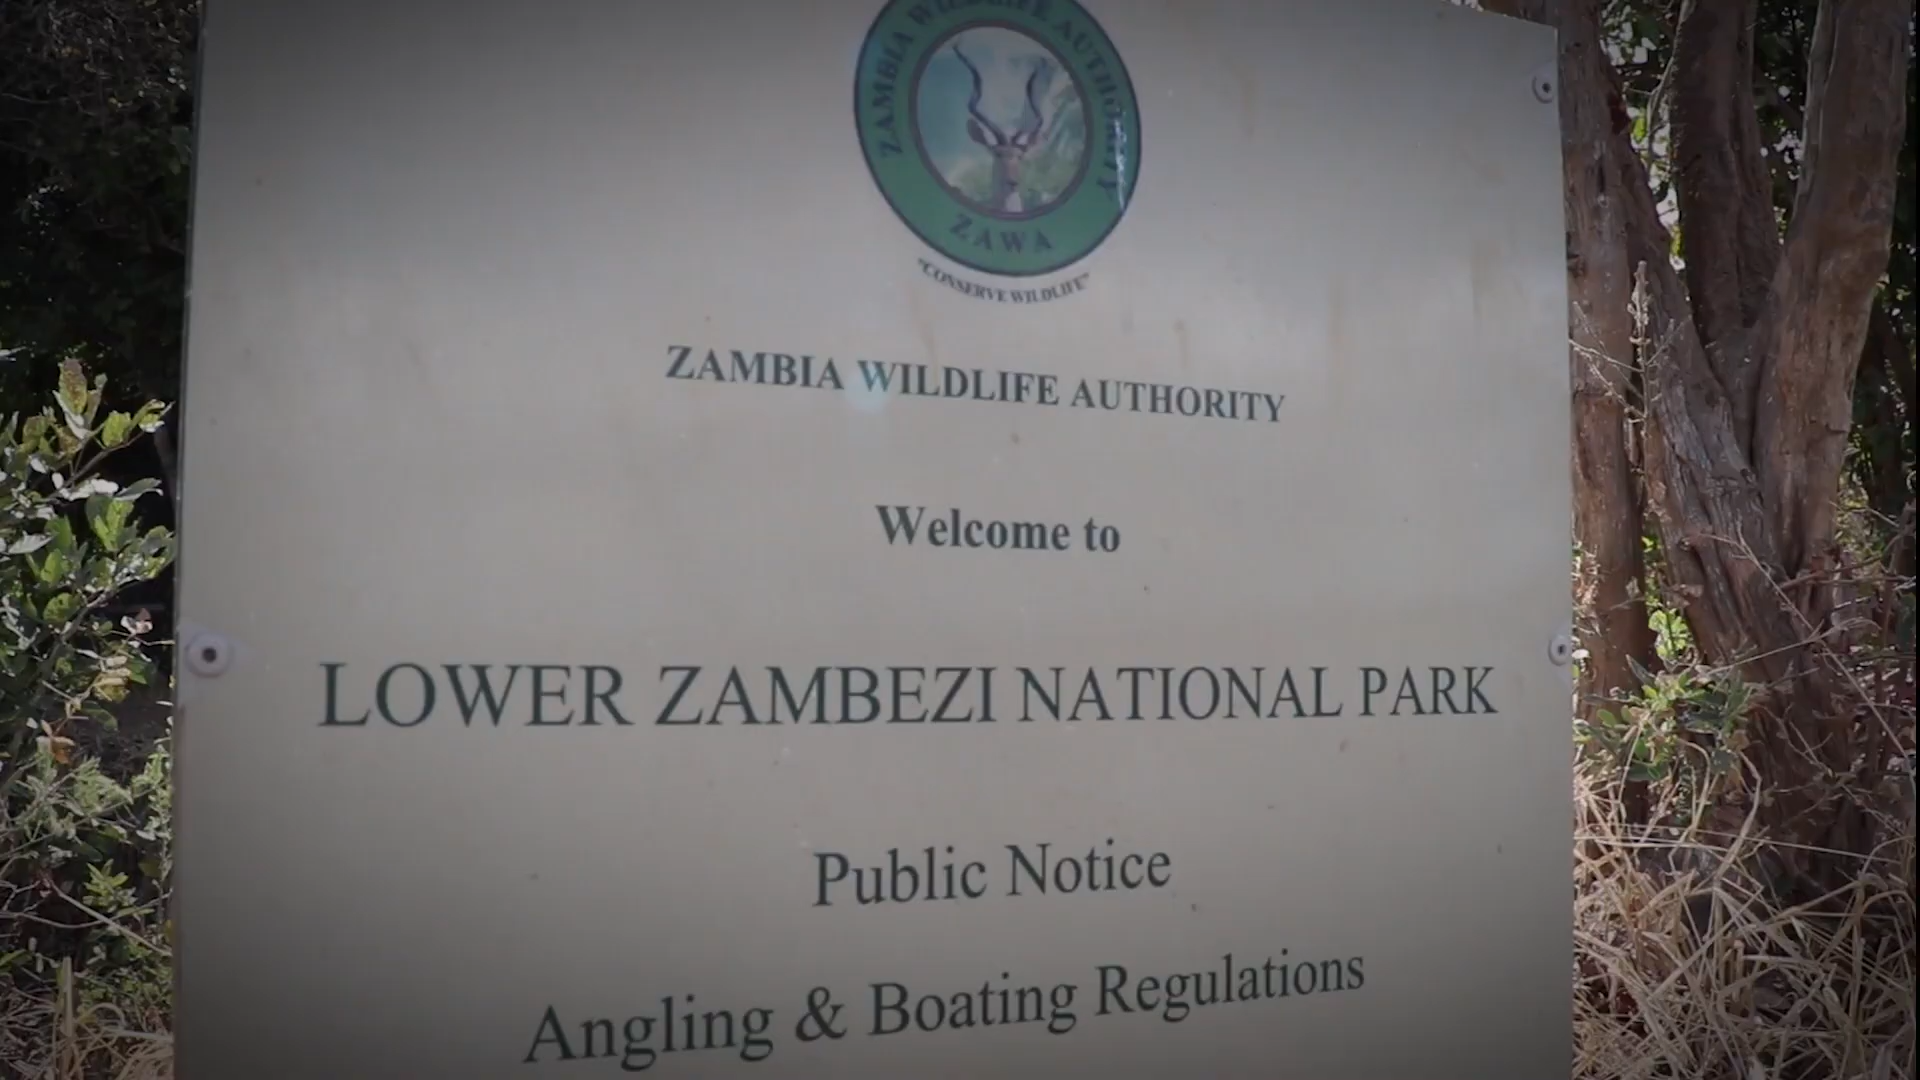 ZAMBIA WILDLIFE AUTHORITY
ZAWA
"CONSERVE WILDLIFE"
ZAMBIA WILDLIFE AUTHORITY
Welcome to
LOWER ZAMBEZI NATIONAL PARK
Public Notice
Angling & Boating Regulations